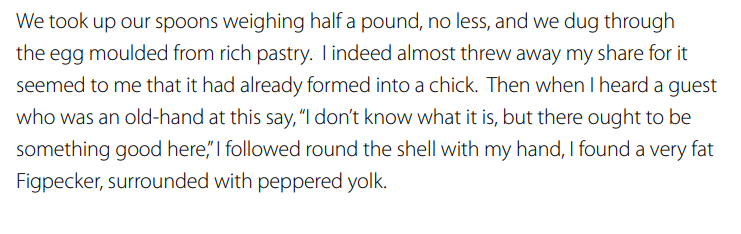 We took up our spoons weighing half a pound, no less, and we dug through
the egg moulded from rich pastry.  I indeed almost threw away my share for it
seemed to me that it had already formed into a chick.  Then when I heard a guest
who was an old-hand at this say, “I don’t know what it is, but there ought to be
something good here,” I followed round the shell with my hand, I found a very fat
Figpecker, surrounded with peppered yolk.